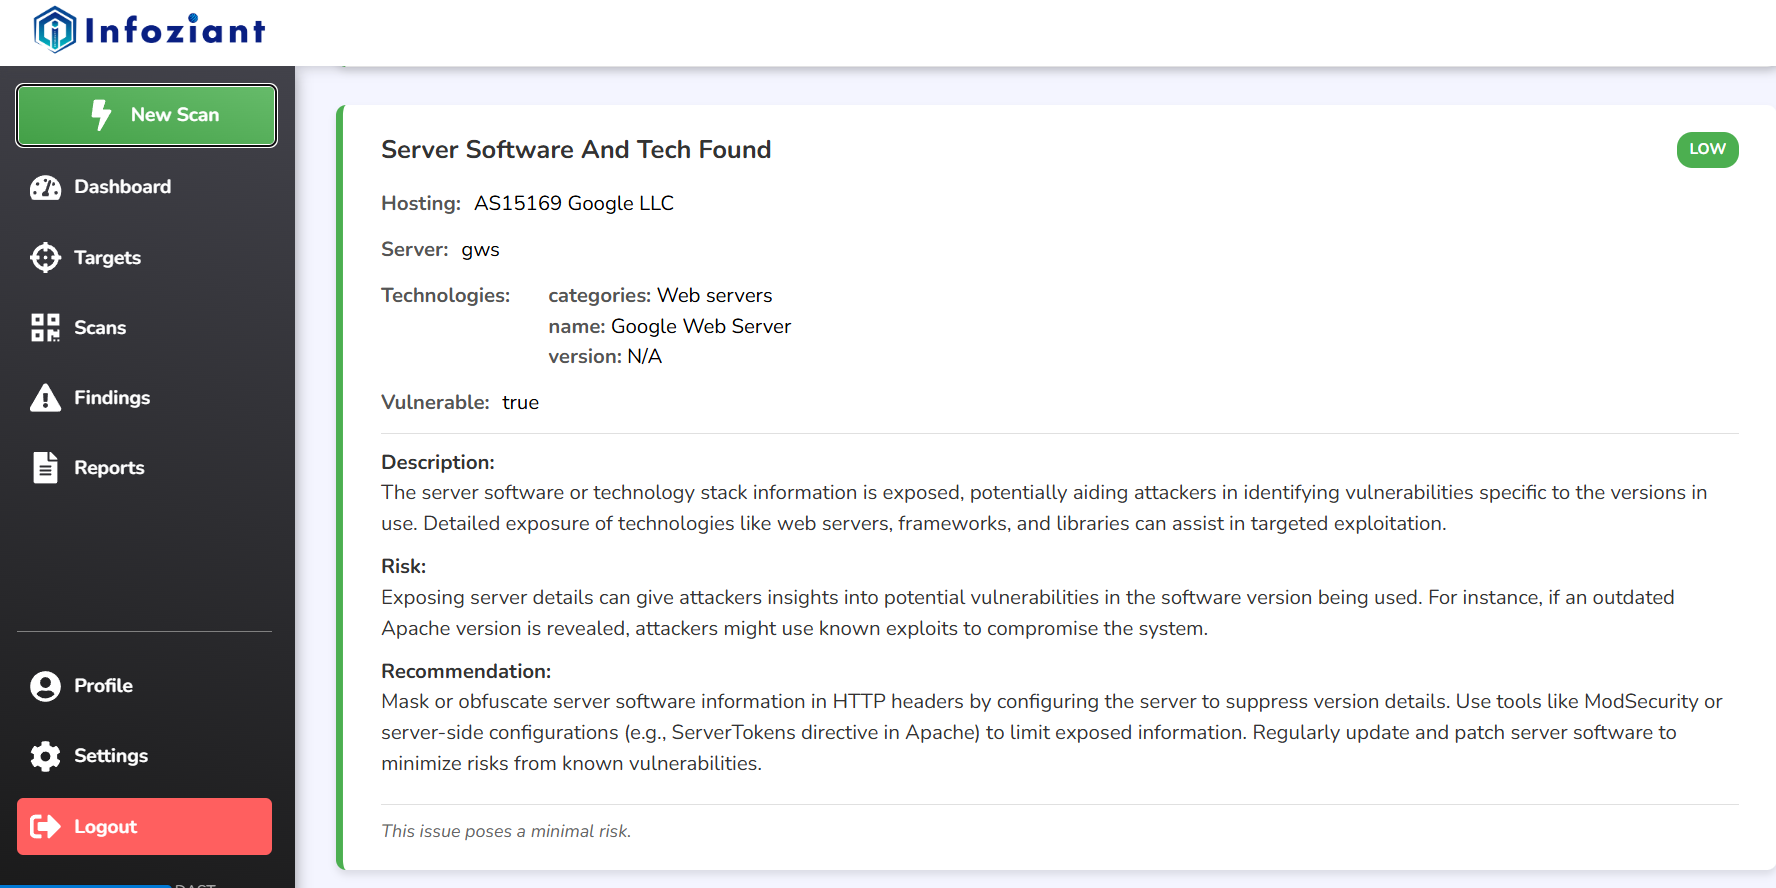 Infoziant
New Scan
Dashboard
Targets
Scans
Findings
Reports
Profile
Settings
Logout
Server Software And Tech Found
LOW
Hosting: AS15169 Google LLC
Server: gws
Technologies: categories: Web servers
name: Google Web Server
version: N/A
Vulnerable: true
Description:
The server software or technology stack information is exposed, potentially aiding attackers in identifying vulnerabilities specific to the versions in
use. Detailed exposure of technologies like web servers, frameworks, and libraries can assist in targeted exploitation.
Risk:
Exposing server details can give attackers insights into potential vulnerabilities in the software version being used. For instance, if an outdated
Apache version is revealed, attackers might use known exploits to compromise the system.
Recommendation:
Mask or obfuscate server software information in HTTP headers by configuring the server to suppress version details. Use tools like ModSecurity or
server-side configurations (e.g., ServerTokens directive in Apache) to limit exposed information. Regularly update and patch server software to
minimize risks from known vulnerabilities.
This issue poses a minimal risk.